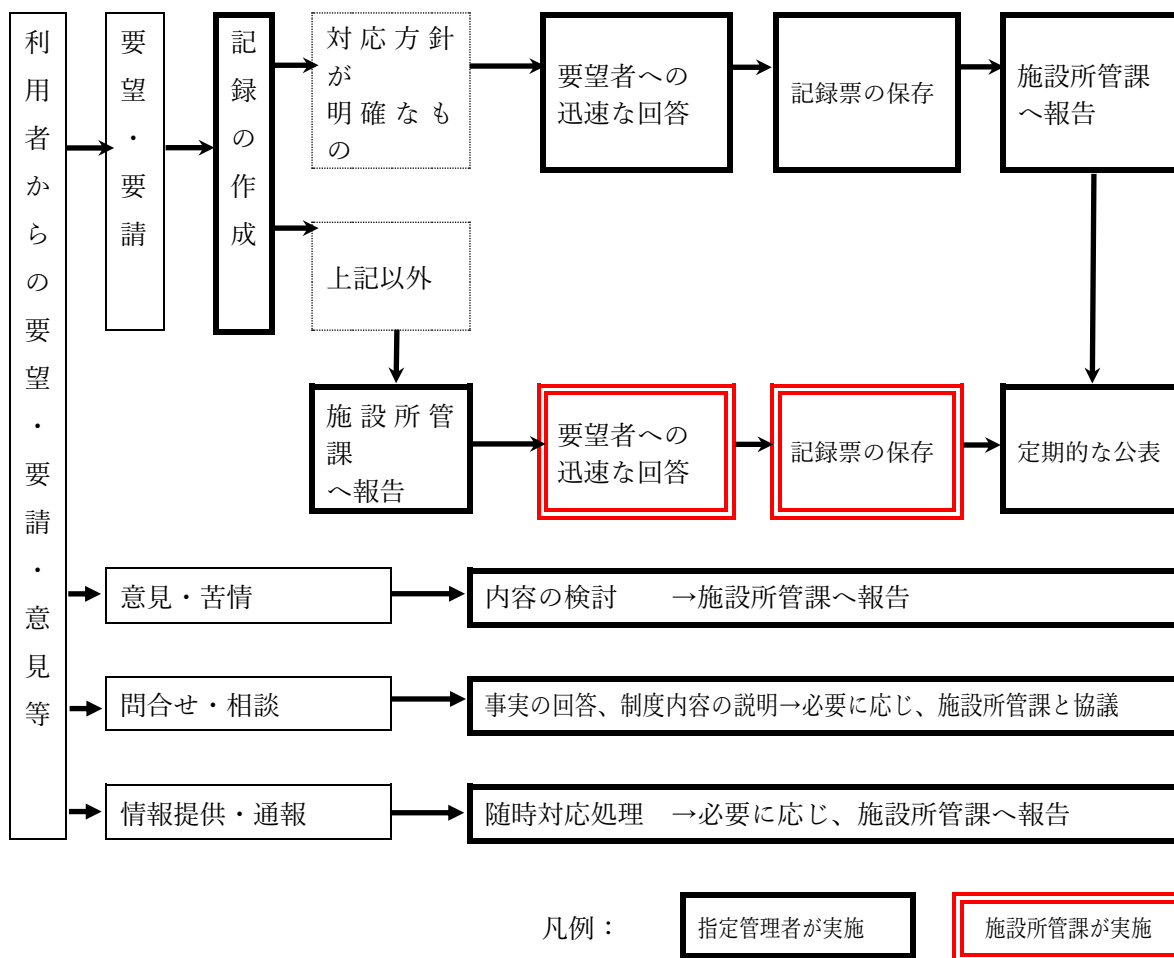 利用者からの要望・要請・意見等
要望・要請
記録の作成
対応方針
が
明確なも
の
要望者への
迅速な回答
記録票の保存
施設所管課
へ報告
上記以外
施設所管
課
へ報告
要望者への
迅速な回答
記録票の保存
定期的な公表
意見・苦情
内容の検討　→施設所管課へ報告
問合せ・相談
事実の回答、制度内容の説明→必要に応じ、施設所管課と協議
情報提供・通報
随時対応処理　→必要に応じ、施設所管課へ報告
凡例：
指定管理者が実施
施設所管課が実施